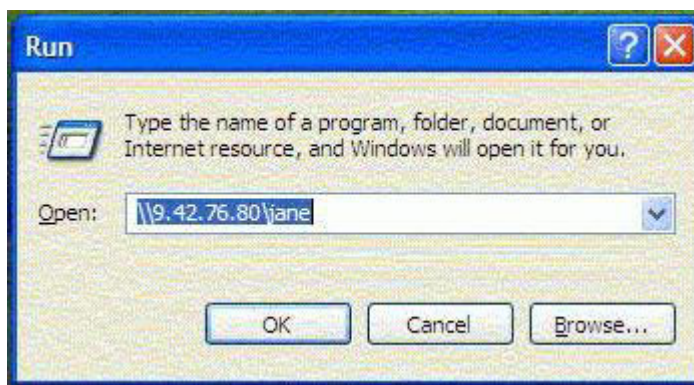 Run
Type the name of a program, folder, document, or
Internet resource, and Windows will open it for you.
Open: \\9.42.76.80\jane
OK Cancel Browse...